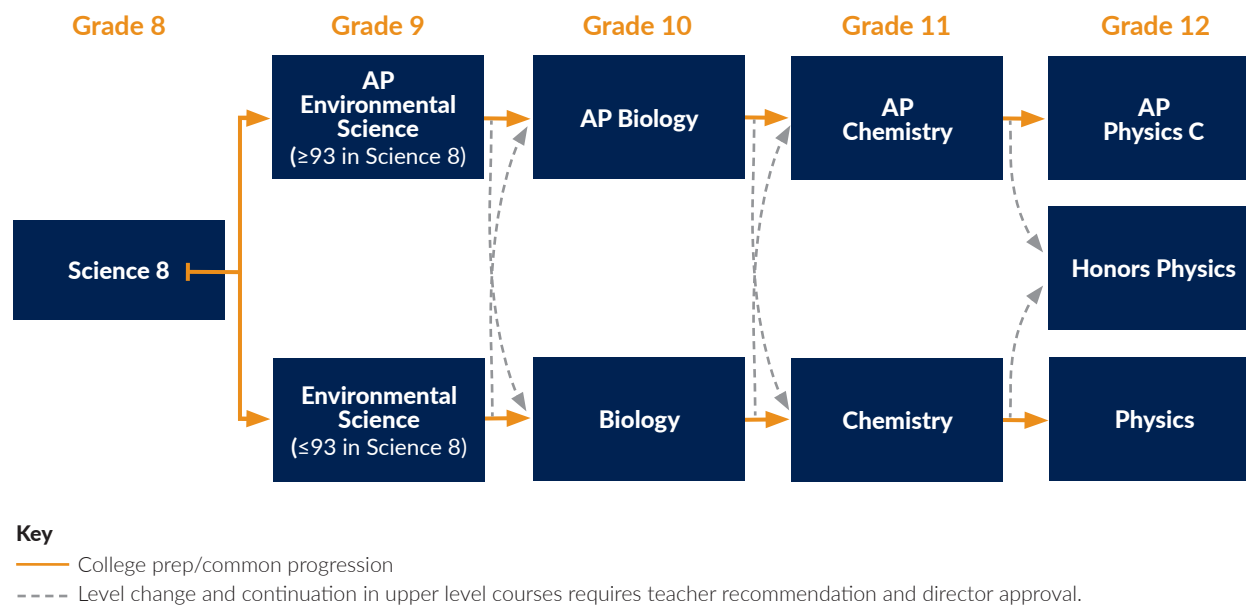 Grade 8
Grade 9
Grade 10
Grade 11
Grade 12
AP
Environmental
Science
(≥93 in Science 8)
AP Biology
AP
Chemistry
AP
Physics C
Science 8
Honors Physics
Environmental
Science
(≤93 in Science 8)
Biology
Chemistry
Physics
Key
College prep/common progression
Level change and continuation in upper level courses requires teacher recommendation and director approval.